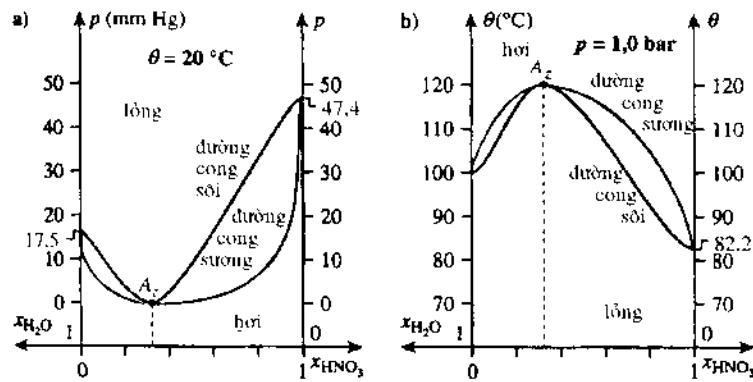 a)
p (mm Hg)
p
θ = 20 °C
50
40
30
20
17,5
10
0
50
47,4
40
30
20
10
0
lỏng
đường
cong
sôi
đường
cong
sương
hơi
x_H₂O
1
0
0
1
x_HNO₃
b)
θ(°C)
θ
hơi
p = 1,0 bar
A_z
120
110
100
90
80
70
120
110
100
90
82,2
80
70
đường
cong
sương
đường
cong
sôi
lỏng
x_H₂O
1
0
0
1